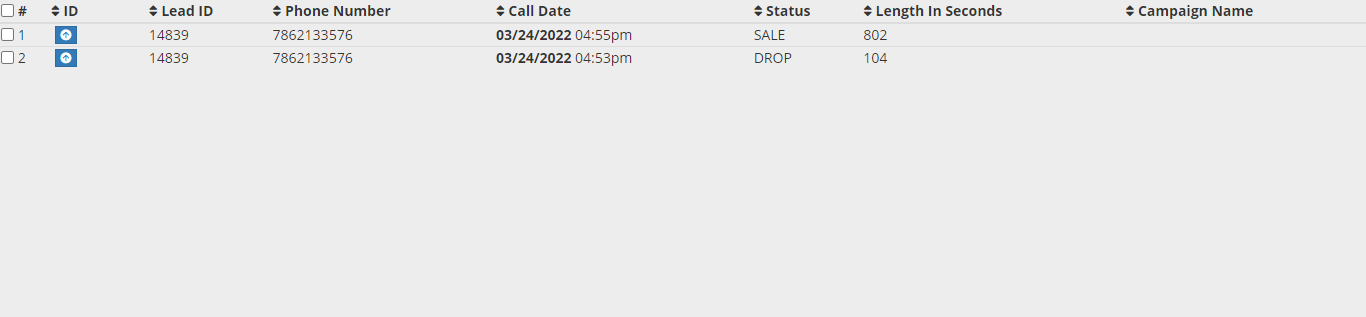 # ID Lead ID Phone Number Call Date Status Length In Seconds Campaign Name
1 14839 7862133576 03/24/2022 04:55pm SALE 802
2 14839 7862133576 03/24/2022 04:53pm DROP 104